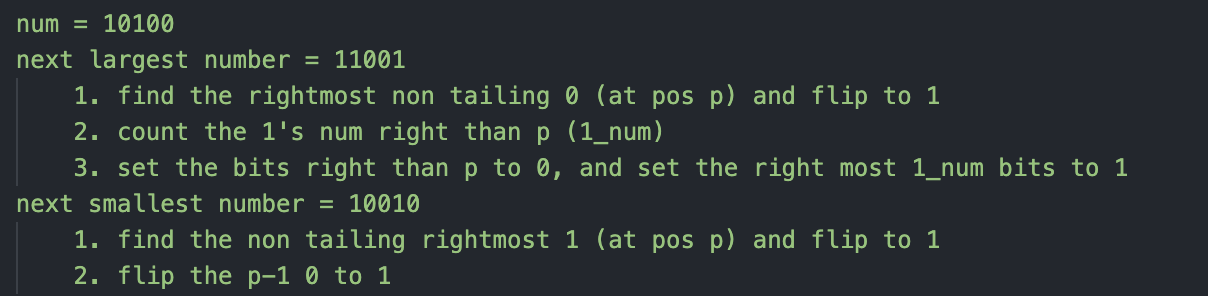 num = 10100
next largest number = 11001
1. find the rightmost non tailing 0 (at pos p) and flip to 1
2. count the 1's num right than p (1_num)
3. set the bits right than p to 0, and set the right most 1_num bits to 1
next smallest number = 10010
1. find the non tailing rightmost 1 (at pos p) and flip to 1
2. flip the p-1 0 to 1